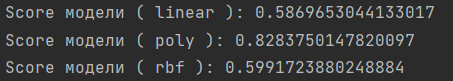 Score модели ( linear ): 0.5869653044133017
Score модели ( poly ): 0.8283750147820097
Score модели ( rbf ): 0.5991723880248884